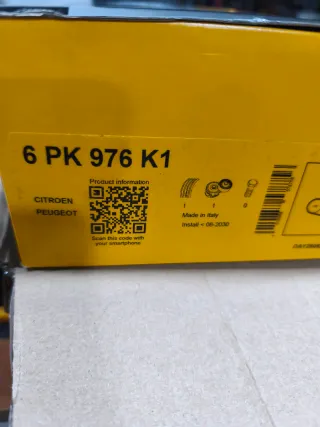 6 PK 976 K1
Product information
CITROEN
PEUGEOT
Scan this code with
your smartphone
1 1 0
Made in Italy
Install < 08-2030